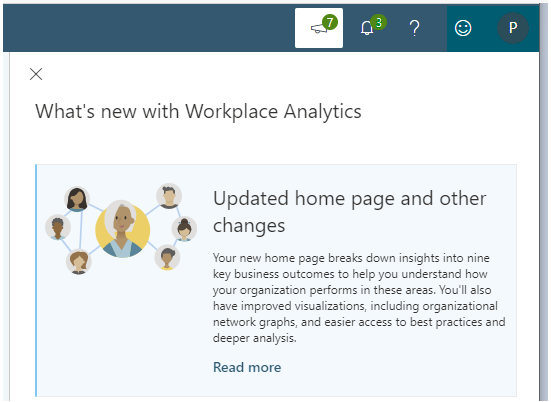 7
3
?
P
What's new with Workplace Analytics
Updated home page and other
changes
Your new home page breaks down insights into nine
key business outcomes to help you understand how
your organization performs in these areas. You'll also
have improved visualizations, including organizational
network graphs, and easier access to best practices and
deeper analysis.
Read more